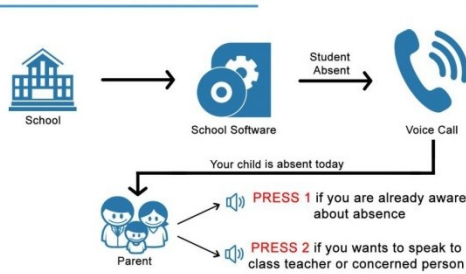 Student
Absent
School
School Software
Voice Call
Your child is absent today
PRESS 1 if you are already aware
about absence
PRESS 2 if you wants to speak to
class teacher or concerned person
Parent